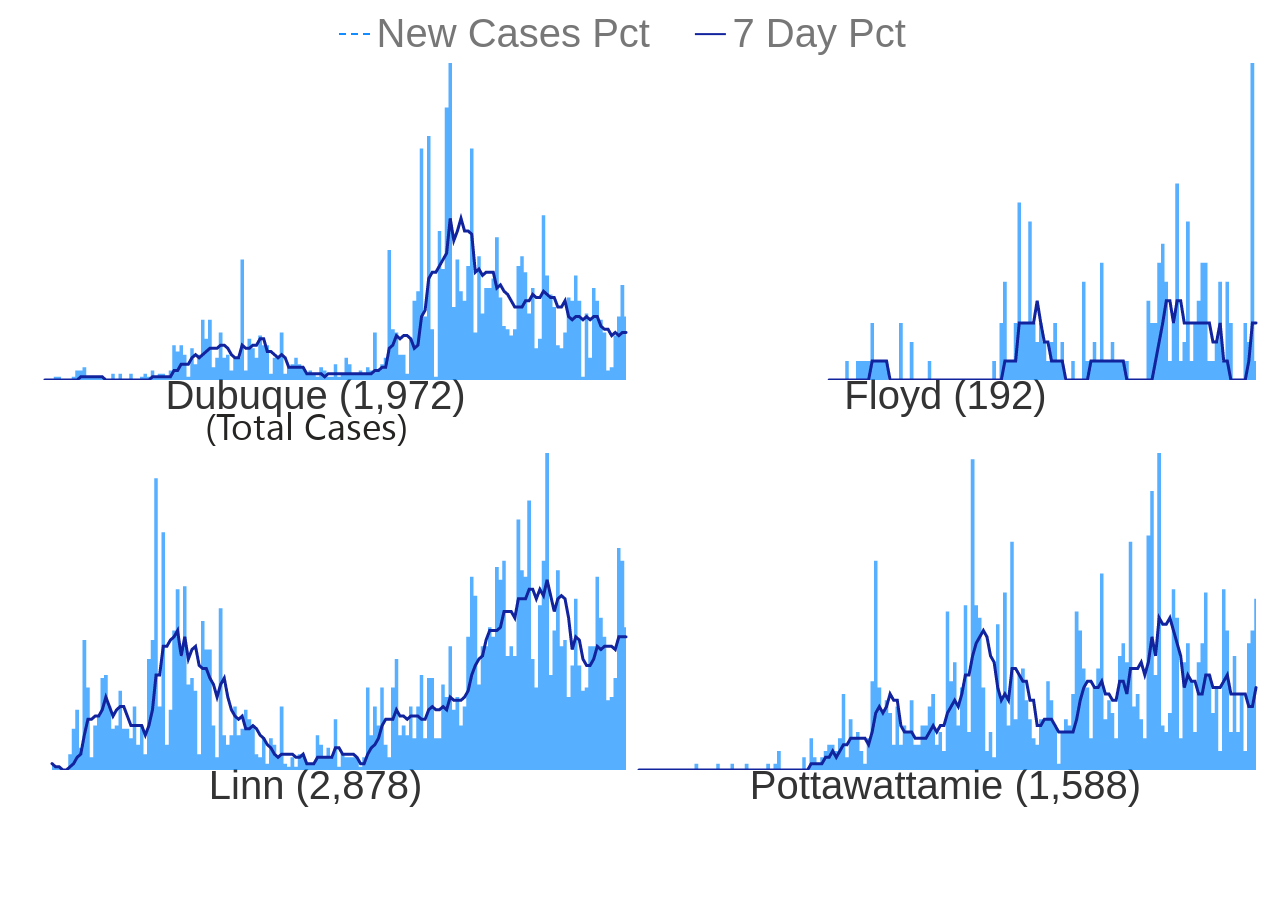 New Cases Pct 7 Day Pct
Dubuque (1,972) Floyd (192)
(Total Cases)
Linn (2,878) Pottawattamie (1,588)